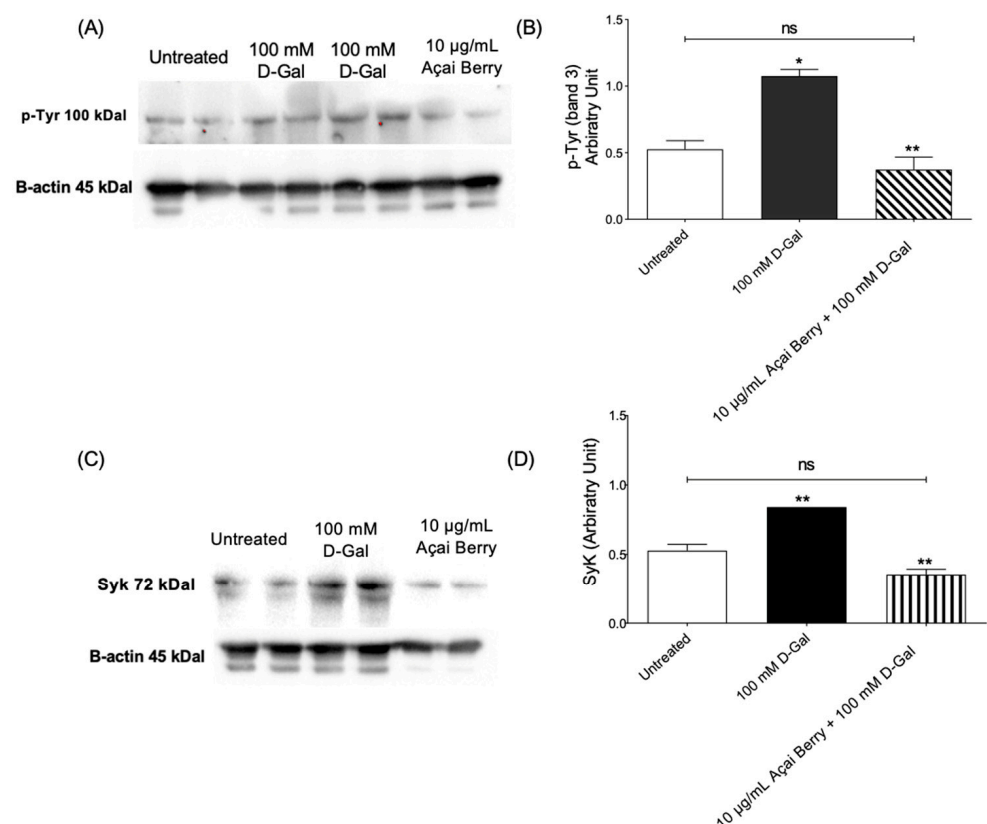 (A)
Untreated
100 mM
D-Gal
100 mM
D-Gal
10 µg/mL
Açai Berry
p-Tyr 100 kDal
B-actin 45 kDal
(B)
p-Tyr (band 3)
Arbiratry Unit
1.5
1.0
0.5
0.0
ns
*
**
Untreated
100 mM D-Gal
10 µg/mL Açai Berry + 100 mM D-Gal
(C)
Untreated
100 mM
D-Gal
10 µg/mL
Açai Berry
Syk 72 kDal
B-actin 45 kDal
(D)
SyK (Arbiratry Unit)
1.5
1.0
0.5
0.0
ns
**
**
Untreated
100 mM D-Gal
10 µg/mL Açai Berry + 100 mM D-Gal